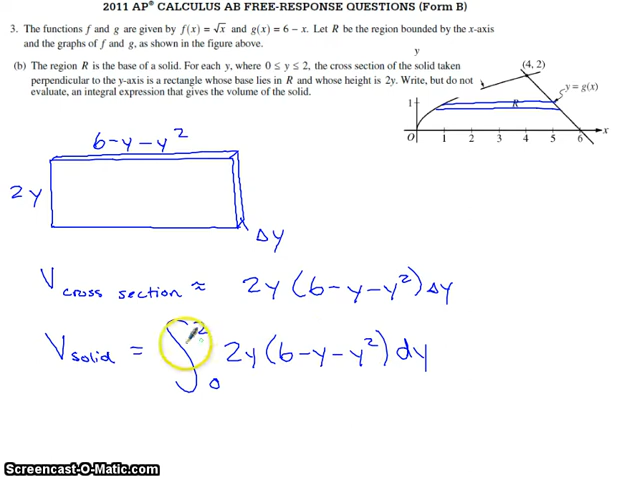 2011 AP® CALCULUS AB FREE-RESPONSE QUESTIONS (Form B)
3. The functions f and g are given by f(x) = √x and g(x) = 6 − x. Let R be the region bounded by the x-axis
and the graphs of f and g, as shown in the figure above.
(b) The region R is the base of a solid. For each y, where 0 ≤ y ≤ 2, the cross section of the solid taken
perpendicular to the y-axis is a rectangle whose base lies in R and whose height is 2y. Write, but do not
evaluate, an integral expression that gives the volume of the solid.
y
(4, 2)
y = g(x)
1
R
O 1 2 3 4 5 6 x
6-y-y²
2y
Δy
V cross section ≈ 2y(6-y-y²)Δy
V solid = ∫₀² 2y(6-y-y²)dy
Screencast-O-Matic.com